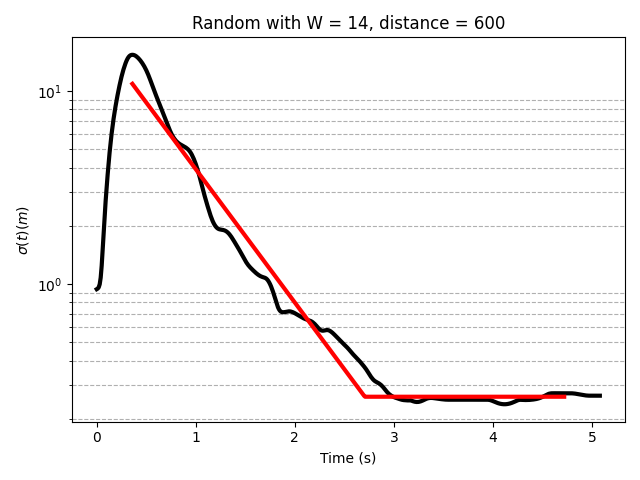 Random with W = 14, distance = 600
10¹
10⁰
σ(t)(m)
0 1 2 3 4 5
Time (s)